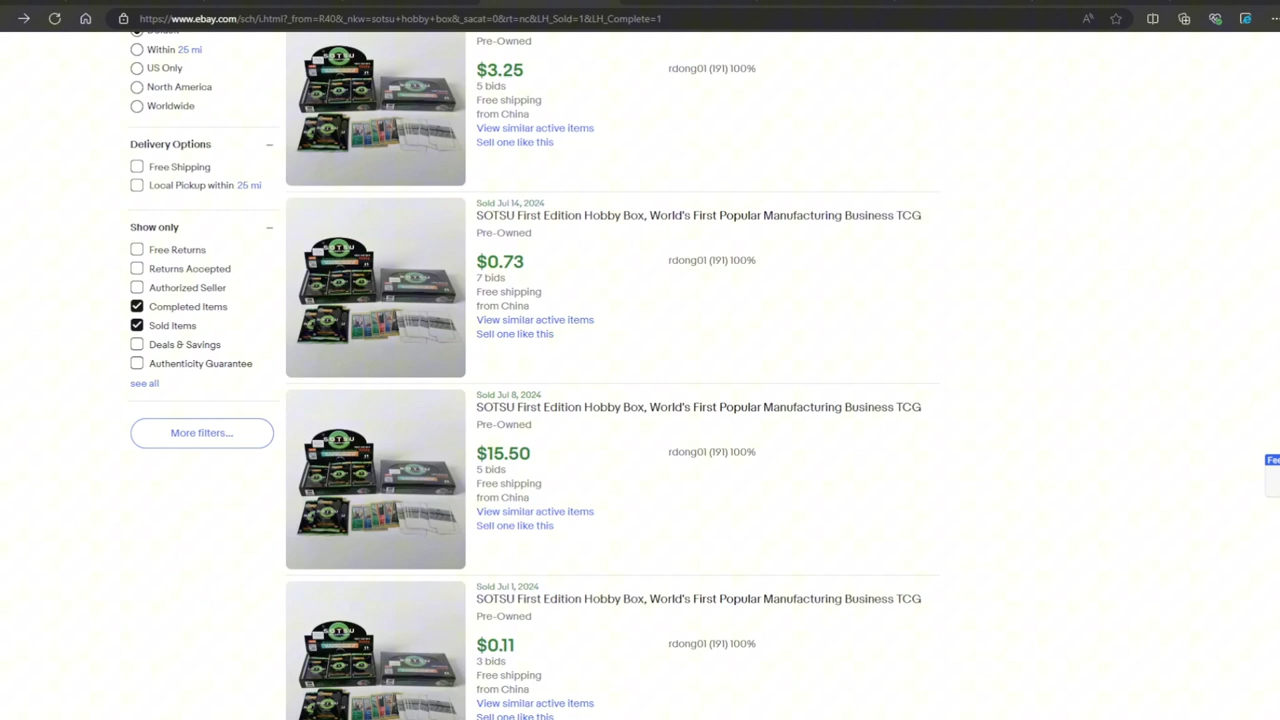 https://www.ebay.com/sch/i.html?_from=R40&_nkw=sotsu+hobby+box&_sacat=0&rt=nc&LH_Sold=1&LH_Complete=1
Within 25 mi
US Only
North America
Worldwide
Delivery Options
Free Shipping
Local Pickup within 25 mi
Show only
Free Returns
Returns Accepted
Authorized Seller
Completed Items
Sold Items
Deals & Savings
Authenticity Guarantee
see all
More filters...
Pre-Owned
$3.25
rdong01 (191) 100%
5 bids
Free shipping
from China
View similar active items
Sell one like this
SOTSU
Sold Jul 14, 2024
SOTSU First Edition Hobby Box, World's First Popular Manufacturing Business TCG
Pre-Owned
$0.73
rdong01 (191) 100%
7 bids
Free shipping
from China
View similar active items
Sell one like this
SOTSU
Sold Jul 8, 2024
SOTSU First Edition Hobby Box, World's First Popular Manufacturing Business TCG
Pre-Owned
$15.50
rdong01 (191) 100%
5 bids
Free shipping
from China
View similar active items
Sell one like this
SOTSU
Sold Jul 1, 2024
SOTSU First Edition Hobby Box, World's First Popular Manufacturing Business TCG
Pre-Owned
$0.11
rdong01 (191) 100%
3 bids
Free shipping
from China
View similar active items
Sell one like this
SOTSU